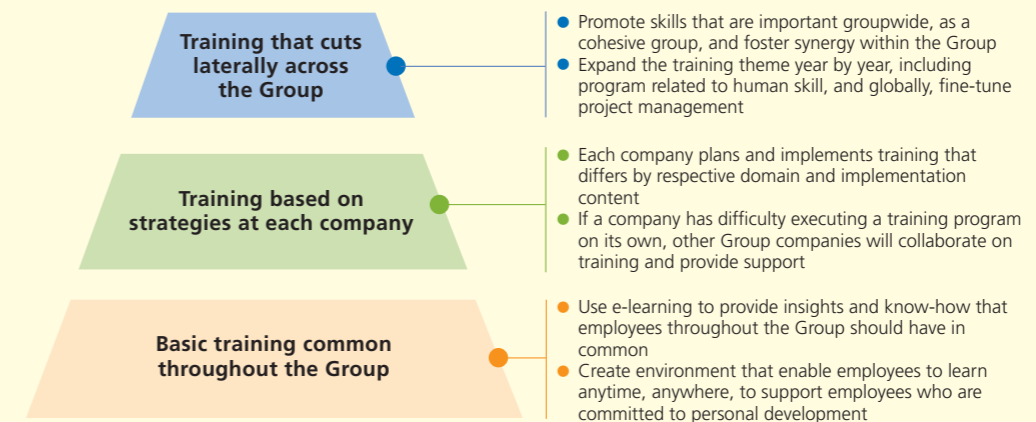 Training that cuts
laterally across
the Group
● Promote skills that are important groupwide, as a
cohesive group, and foster synergy within the Group
● Expand the training theme year by year, including
program related to human skill, and globally, fine-tune
project management
Training based on
strategies at each company
● Each company plans and implements training that
differs by respective domain and implementation
content
● If a company has difficulty executing a training program
on its own, other Group companies will collaborate on
training and provide support
Basic training common
throughout the Group
● Use e-learning to provide insights and know-how that
employees throughout the Group should have in
common
● Create environment that enable employees to learn
anytime, anywhere, to support employees who are
committed to personal development